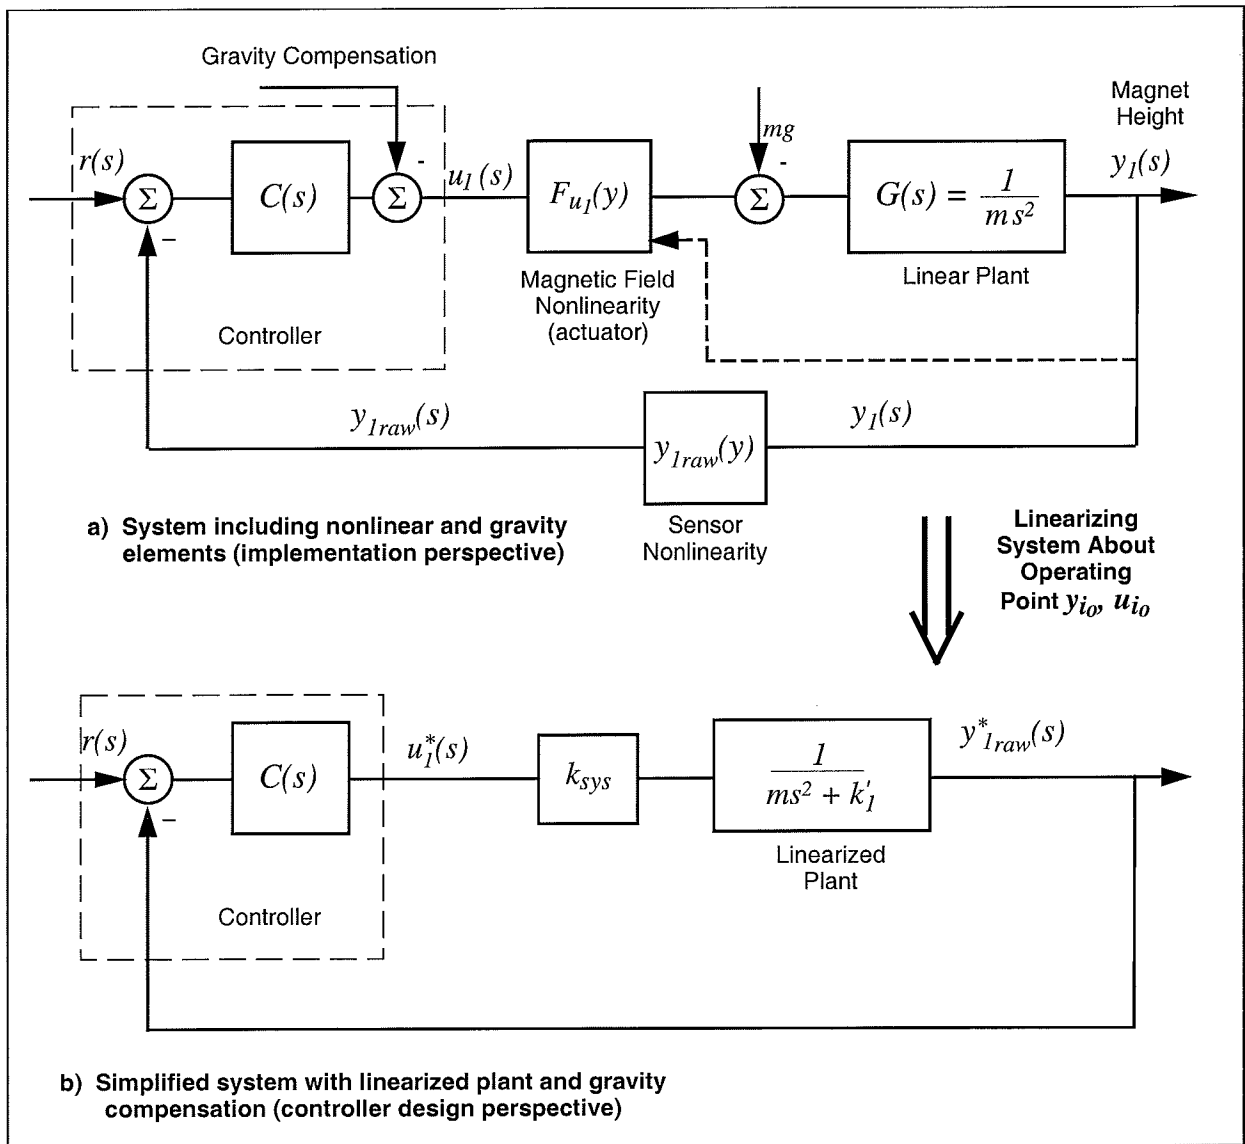 Gravity Compensation
Magnet
Height
r(s)
Σ
-
C(s)
-
Σ
u1(s)
Fu1(y)
mg
-
Σ
G(s) = 1/ms²
y1(s)
Linear Plant
Magnetic Field
Nonlinearity
(actuator)
Controller
y1raw(s)
y1raw(y)
y1(s)
Sensor
Nonlinearity
a) System including nonlinear and gravity
elements (implementation perspective)
Linearizing
System About
Operating
Point yio, uio
r(s)
Σ
-
C(s)
u1*(s)
ksys
1/ms² + k'1
y*1raw(s)
Linearized
Plant
Controller
b) Simplified system with linearized plant and gravity
compensation (controller design perspective)